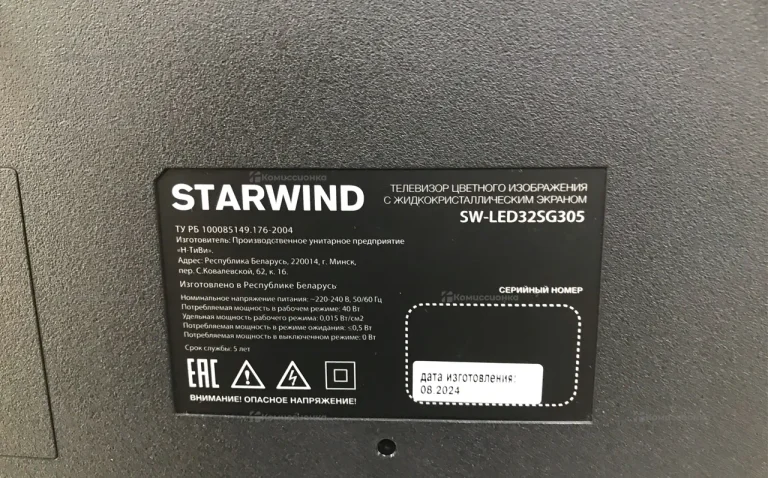 Комиссионка
STARWIND
ТЕЛЕВИЗОР ЦВЕТНОГО ИЗОБРАЖЕНИЯ
С ЖИДКОКРИСТАЛЛИЧЕСКИМ ЭКРАНОМ
SW-LED32SG305
ТУ РБ 100085149.176-2004
Изготовитель: Производственное унитарное предприятие
«Н-ТиВи».
Адрес: Республика Беларусь, 220014, г. Минск,
пер. С.Ковалевской, 62, к. 16.
Изготовлено в Республике Беларусь
Номинальное напряжение питания: ~220-240 В, 50/60 Гц
Потребляемая мощность в рабочем режиме: 40 Вт
Удельная мощность рабочего режима: 0,015 Вт/см2
Потребляемая мощность в режиме ожидания: ≤0,5 Вт
Потребляемая мощность в выключенном режиме: 0 Вт
Срок службы: 5 лет
EAC
ВНИМАНИЕ! ОПАСНОЕ НАПРЯЖЕНИЕ!
СЕРИЙНЫЙ НОМЕР
Комиссионка
дата изготовления:
08.2024